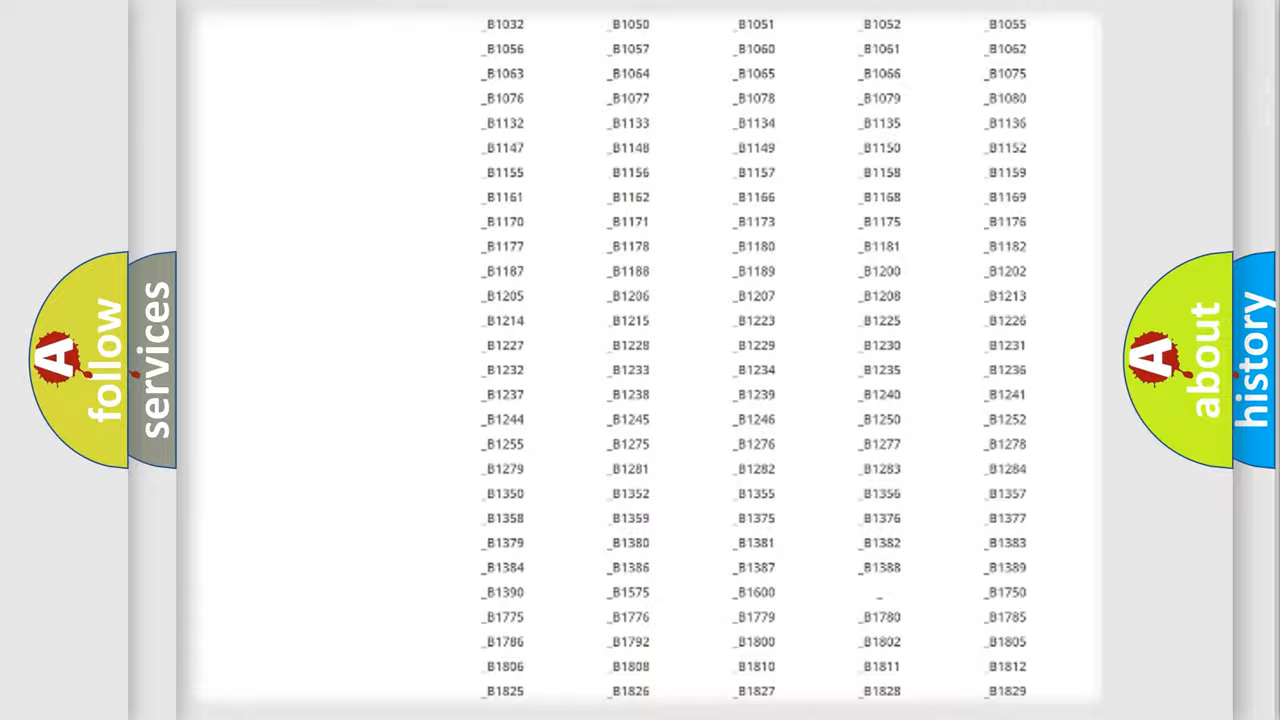 _B1032 _B1050 _B1051 _B1052 _B1055
_B1056 _B1057 _B1060 _B1061 _B1062
_B1063 _B1064 _B1065 _B1066 _B1075
_B1076 _B1077 _B1078 _B1079 _B1080
_B1132 _B1133 _B1134 _B1135 _B1136
_B1147 _B1148 _B1149 _B1150 _B1152
_B1155 _B1156 _B1157 _B1158 _B1159
_B1161 _B1162 _B1166 _B1168 _B1169
_B1170 _B1171 _B1173 _B1175 _B1176
_B1177 _B1178 _B1180 _B1181 _B1182
_B1187 _B1188 _B1189 _B1200 _B1202
_B1205 _B1206 _B1207 _B1208 _B1213
_B1214 _B1215 _B1223 _B1225 _B1226
_B1227 _B1228 _B1229 _B1230 _B1231
_B1232 _B1233 _B1234 _B1235 _B1236
_B1237 _B1238 _B1239 _B1240 _B1241
_B1244 _B1245 _B1246 _B1250 _B1252
_B1255 _B1275 _B1276 _B1277 _B1278
_B1279 _B1281 _B1282 _B1283 _B1284
_B1350 _B1352 _B1355 _B1356 _B1357
_B1358 _B1359 _B1375 _B1376 _B1377
_B1379 _B1380 _B1381 _B1382 _B1383
_B1384 _B1386 _B1387 _B1388 _B1389
_B1390 _B1575 _B1600 _ _B1750
_B1775 _B1776 _B1779 _B1780 _B1785
_B1786 _B1792 _B1800 _B1802 _B1805
_B1806 _B1808 _B1810 _B1811 _B1812
_B1825 _B1826 _B1827 _B1828 _B1829
A
follow
services
A
about
history